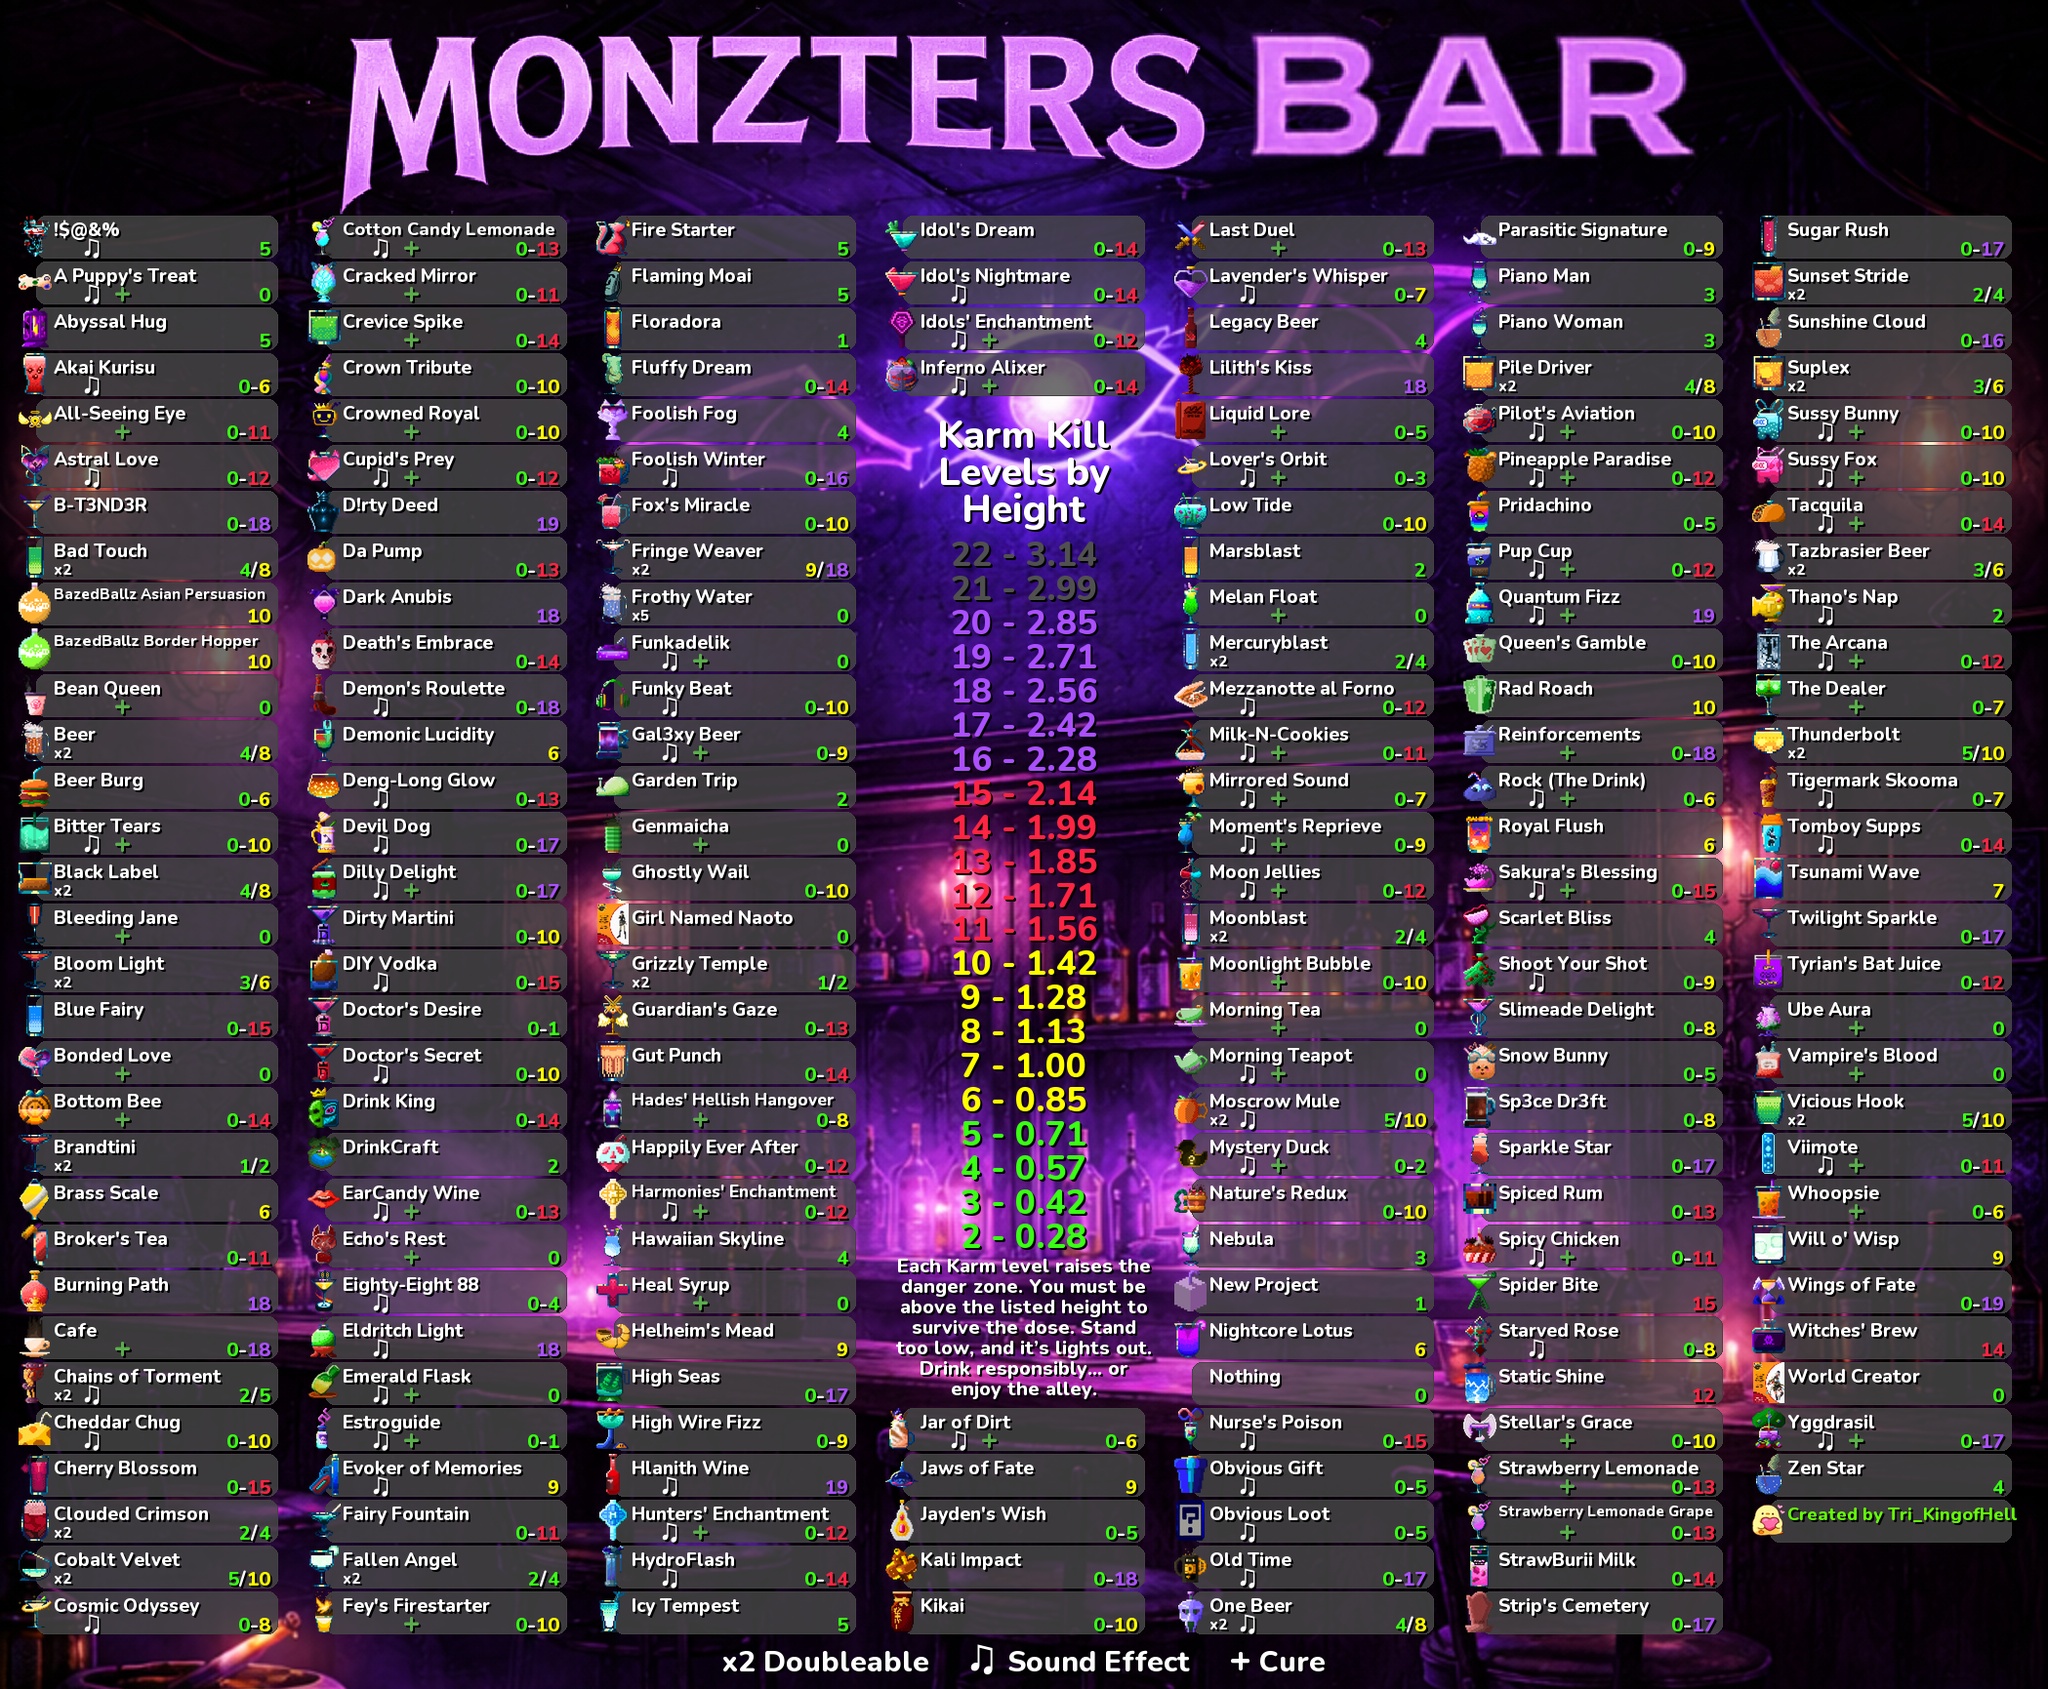 MONZTERS BAR
!$@&%
♫ 5
A Puppy's Treat
♫ + 0
Abyssal Hug
5
Akai Kurisu
♫ 0-6
All-Seeing Eye
+ 0-11
Astral Love
♫ 0-12
B-T3ND3R
0-18
Bad Touch
x2 4/8
BazedBallz Asian Persuasion
10
BazedBallz Border Hopper
10
Bean Queen
+ 0
Beer
x2 4/8
Beer Burg
0-6
Bitter Tears
♫ + 0-10
Black Label
x2 4/8
Bleeding Jane
+ 0
Bloom Light
x2 3/6
Blue Fairy
0-15
Bonded Love
+ 0
Bottom Bee
+ 0-14
Brandtini
x2 1/2
Brass Scale
6
Broker's Tea
0-11
Burning Path
18
Cafe
+ 0-18
Chains of Torment
x2 ♫ 2/5
Cheddar Chug
♫ 0-10
Cherry Blossom
0-15
Clouded Crimson
x2 2/4
Cobalt Velvet
x2 5/10
Cosmic Odyssey
♫ 0-8
Cotton Candy Lemonade
♫ + 0-13
Cracked Mirror
+ 0-11
Crevice Spike
+ 0-14
Crown Tribute
0-10
Crowned Royal
+ 0-10
Cupid's Prey
♫ + 0-12
D!rty Deed
19
Da Pump
0-13
Dark Anubis
18
Death's Embrace
0-14
Demon's Roulette
♫ 0-18
Demonic Lucidity
6
Deng-Long Glow
♫ 0-13
Devil Dog
♫ 0-17
Dilly Delight
♫ + 0-17
Dirty Martini
0-10
DIY Vodka
♫ 0-15
Doctor's Desire
0-1
Doctor's Secret
♫ 0-10
Drink King
0-14
DrinkCraft
2
EarCandy Wine
♫ + 0-13
Echo's Rest
+ 0
Eighty-Eight 88
♫ 0-4
Eldritch Light
♫ 18
Emerald Flask
♫ + 0
Estroguide
♫ + 0-1
Evoker of Memories
♫ 9
Fairy Fountain
0-11
Fallen Angel
x2 2/4
Fey's Firestarter
+ 0-10
Fire Starter
5
Flaming Moai
5
Floradora
1
Fluffy Dream
0-14
Foolish Fog
4
Foolish Winter
♫ 0-16
Fox's Miracle
0-10
Fringe Weaver
x2 9/18
Frothy Water
x5 0
Funkadelik
♫ + 0
Funky Beat
♫ 0-10
Gal3xy Beer
♫ + 0-9
Garden Trip
2
Genmaicha
+ 0
Ghostly Wail
0-10
Girl Named Naoto
0
Grizzly Temple
x2 1/2
Guardian's Gaze
0-13
Gut Punch
0-14
Hades' Hellish Hangover
+ 0-8
Happily Ever After
0-12
Harmonies' Enchantment
♫ + 0-12
Hawaiian Skyline
4
Heal Syrup
+ 0
Helheim's Mead
9
High Seas
0-17
High Wire Fizz
0-9
Hlanith Wine
19
Hunters' Enchantment
♫ + 0-12
HydroFlash
♫ 0-14
Icy Tempest
5
Idol's Dream
0-14
Idol's Nightmare
♫ 0-14
Idols' Enchantment
♫ + 0-12
Inferno Alixer
♫ + 0-14
Karm Kill
Levels by
Height
22 - 3.14
21 - 2.99
20 - 2.85
19 - 2.71
18 - 2.56
17 - 2.42
16 - 2.28
15 - 2.14
14 - 1.99
13 - 1.85
12 - 1.71
11 - 1.56
10 - 1.42
9 - 1.28
8 - 1.13
7 - 1.00
6 - 0.85
5 - 0.71
4 - 0.57
3 - 0.42
2 - 0.28
Each Karm level raises the
danger zone. You must be
above the listed height to
survive the dose. Stand
too low, and it's lights out.
Drink responsibly... or
enjoy the alley.
Jar of Dirt
♫ + 0-6
Jaws of Fate
9
Jayden's Wish
0-5
Kali Impact
0-18
Kikai
0-10
Last Duel
+ 0-13
Lavender's Whisper
♫ 0-7
Legacy Beer
4
Lilith's Kiss
18
Liquid Lore
+ 0-5
Lover's Orbit
♫ + 0-3
Low Tide
0-10
Marsblast
2
Melan Float
+ 0
Mercuryblast
x2 2/4
Mezzanotte al Forno
♫ 0-12
Milk-N-Cookies
♫ + 0-11
Mirrored Sound
♫ + 0-7
Moment's Reprieve
♫ + 0-9
Moon Jellies
♫ + 0-12
Moonblast
x2 2/4
Moonlight Bubble
+ 0-10
Morning Tea
+ 0
Morning Teapot
♫ + 0
Moscrow Mule
x2 ♫ 5/10
Mystery Duck
♫ + 0-2
Nature's Redux
0-10
Nebula
3
New Project
1
Nightcore Lotus
6
Nothing
0
Nurse's Poison
♫ 0-15
Obvious Gift
♫ 0-5
Obvious Loot
♫ 0-5
Old Time
♫ 0-17
One Beer
x2 ♫ 4/8
Parasitic Signature
0-9
Piano Man
3
Piano Woman
3
Pile Driver
x2 4/8
Pilot's Aviation
♫ + 0-10
Pineapple Paradise
♫ + 0-12
Pridachino
0-5
Pup Cup
♫ + 0-12
Quantum Fizz
♫ + 19
Queen's Gamble
0-10
Rad Roach
10
Reinforcements
+ 0-18
Rock (The Drink)
♫ + 0-6
Royal Flush
6
Sakura's Blessing
♫ + 0-15
Scarlet Bliss
4
Shoot Your Shot
♫ 0-9
Slimeade Delight
0-8
Snow Bunny
0-5
Sp3ce Dr3ft
0-8
Sparkle Star
0-17
Spiced Rum
0-13
Spicy Chicken
♫ + 0-11
Spider Bite
15
Starved Rose
♫ 0-8
Static Shine
12
Stellar's Grace
+ 0-10
Strawberry Lemonade
+ 0-13
Strawberry Lemonade Grape
+ 0-13
StrawBurii Milk
0-14
Strip's Cemetery
0-17
Sugar Rush
0-17
Sunset Stride
x2 2/4
Sunshine Cloud
0-16
Suplex
x2 3/6
Sussy Bunny
♫ + 0-10
Sussy Fox
♫ + 0-10
Tacquila
♫ + 0-14
Tazbrasier Beer
x2 3/6
Thano's Nap
♫ 2
The Arcana
♫ + 0-12
The Dealer
+ 0-7
Thunderbolt
x2 5/10
Tigermark Skooma
♫ 0-7
Tomboy Supps
♫ 0-14
Tsunami Wave
7
Twilight Sparkle
0-17
Tyrian's Bat Juice
0-12
Ube Aura
+ 0
Vampire's Blood
+ 0
Vicious Hook
x2 5/10
Viimote
♫ + 0-11
Whoopsie
+ 0-6
Will o' Wisp
9
Wings of Fate
0-19
Witches' Brew
14
World Creator
0
Yggdrasil
♫ + 0-17
Zen Star
4
Created by Tri_KingofHell
x2 Doubleable ♫ Sound Effect + Cure